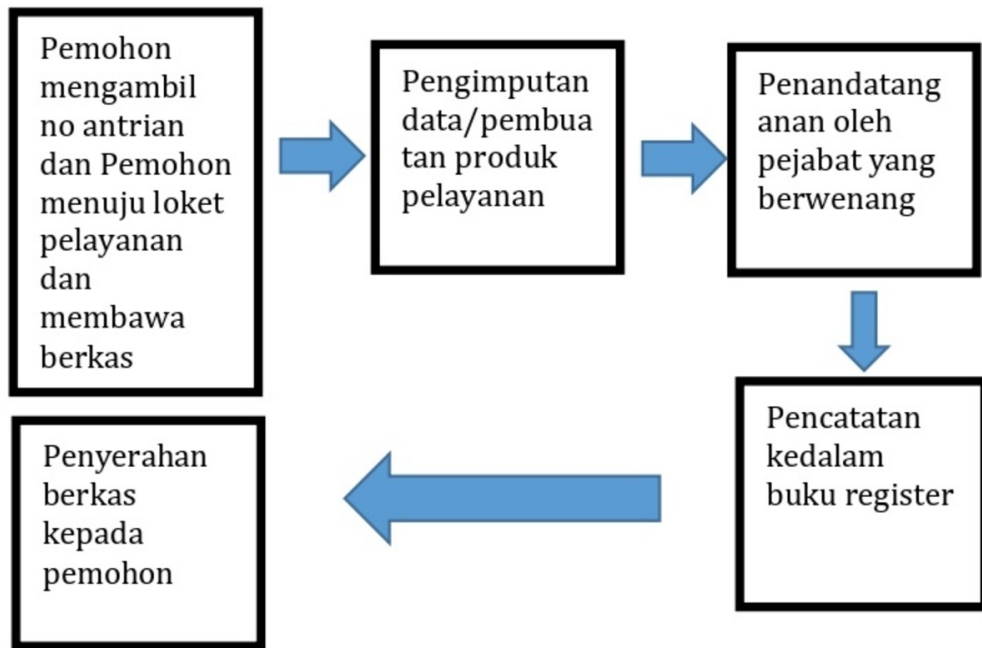 Pemohon
mengambil
no antrian
dan Pemohon
menuju loket
pelayanan
dan
membawa
berkas
Pengimputan
data/pembua
tan produk
pelayanan
Penandatang
anan oleh
pejabat yang
berwenang
Pencatatan
kedalam
buku register
Penyerahan
berkas
kepada
pemohon